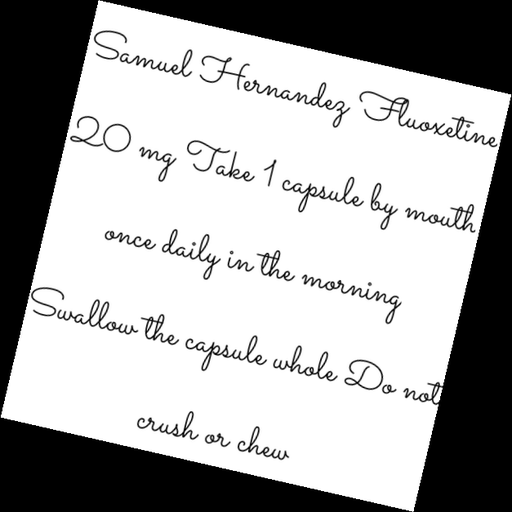 Samuel Hernandez Fluoxetine
20 mg Take 1 capsule by mouth
once daily in the morning
Swallow the capsule whole Do not
crush or chew